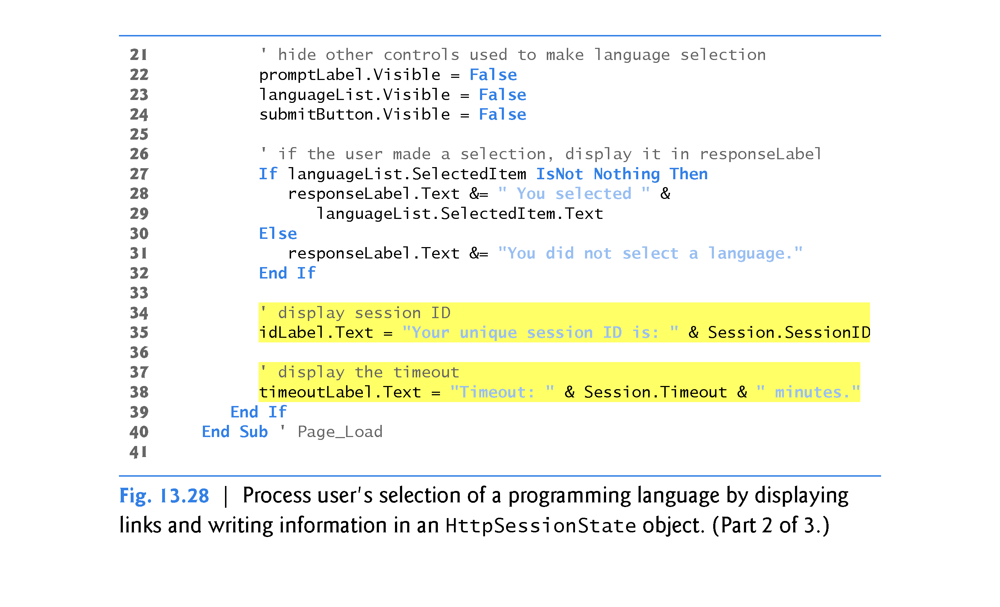 21 ' hide other controls used to make language selection
22 promptLabel.Visible = False
23 languageList.Visible = False
24 submitButton.Visible = False
25
26 ' if the user made a selection, display it in responseLabel
27 If languageList.SelectedItem IsNot Nothing Then
28 responseLabel.Text &= " You selected " &
29 languageList.SelectedItem.Text
30 Else
31 responseLabel.Text &= "You did not select a language."
32 End If
33
34 ' display session ID
35 idLabel.Text = "Your unique session ID is: " & Session.SessionID
36
37 ' display the timeout
38 timeoutLabel.Text = "Timeout: " & Session.Timeout & " minutes."
39 End If
40 End Sub ' Page_Load
41
Fig. 13.28 | Process user's selection of a programming language by displaying
links and writing information in an HttpSessionState object. (Part 2 of 3.)